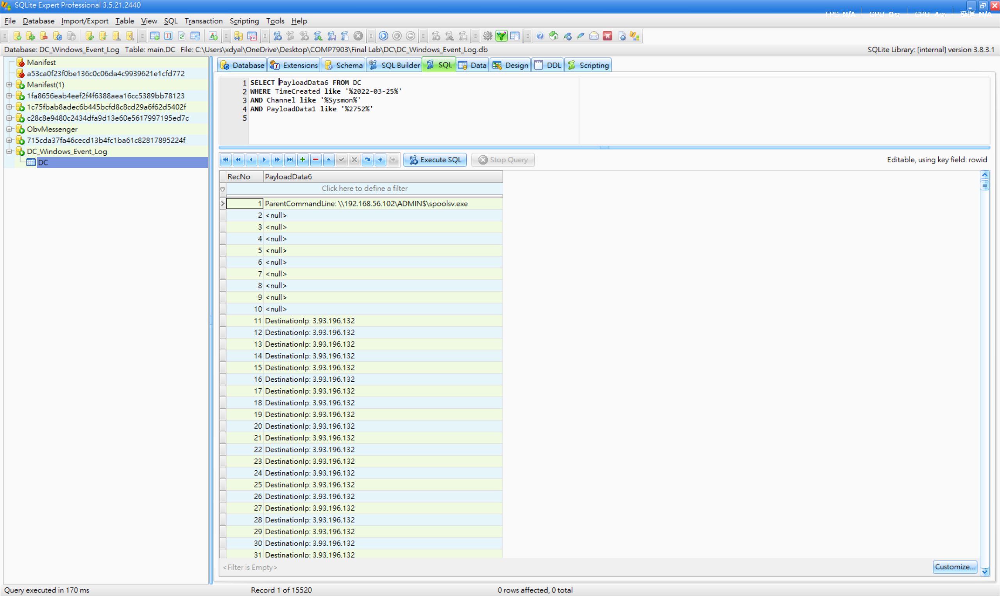 SQLite Expert Professional 3.5.21.2440
FPS N/A GPU 0% CPU 4% 延遲 N/A
File Database Import/Export Table View SQL Transaction Scripting Tools Help
Database: DC_Windows_Event_Log Table: main.DC File: C:\Users\xdyal\OneDrive\Desktop\COMP7903\Final Lab\DC\DC_Windows_Event_Log.db
SQLite Library: [internal] version 3.8.3.1
Manifest
a53ca0f23f0be136c0c06da4c9939621e1cfd772
Manifest(1)
1fa8656eab4eef2f4f6388aea16cc5389bb78123
1c75fbab8adec6b445bcfd8c8cd29a6f62d5402f
c28c8e9480c2434dfa9d13e60e5617997195ed7c
ObvMessenger
715cda37fa46cecd13b4fc1ba61c82817895224f
DC_Windows_Event_Log
DC
Database Extensions Schema SQL Builder SQL Data Design DDL Scripting
1 SELECT PayloadData6 FROM DC
2 WHERE TimeCreated like '%2022-03-25%'
3 AND Channel like '%Sysmon%'
4 AND PayloadData1 like '%2752%'
5
Execute SQL Stop Query
Editable, using key field: rowid
RecNo PayloadData6
Click here to define a filter
1 ParentCommandLine: \\192.168.56.102\ADMIN$\spoolsv.exe
2 <null>
3 <null>
4 <null>
5 <null>
6 <null>
7 <null>
8 <null>
9 <null>
10 <null>
11 DestinationIp: 3.93.196.132
12 DestinationIp: 3.93.196.132
13 DestinationIp: 3.93.196.132
14 DestinationIp: 3.93.196.132
15 DestinationIp: 3.93.196.132
16 DestinationIp: 3.93.196.132
17 DestinationIp: 3.93.196.132
18 DestinationIp: 3.93.196.132
19 DestinationIp: 3.93.196.132
20 DestinationIp: 3.93.196.132
21 DestinationIp: 3.93.196.132
22 DestinationIp: 3.93.196.132
23 DestinationIp: 3.93.196.132
24 DestinationIp: 3.93.196.132
25 DestinationIp: 3.93.196.132
26 DestinationIp: 3.93.196.132
27 DestinationIp: 3.93.196.132
28 DestinationIp: 3.93.196.132
29 DestinationIp: 3.93.196.132
30 DestinationIp: 3.93.196.132
31 DestinationIp: 3.93.196.132
<Filter is Empty>
Customize...
Query executed in 170 ms
Record 1 of 15520
0 rows affected, 0 total